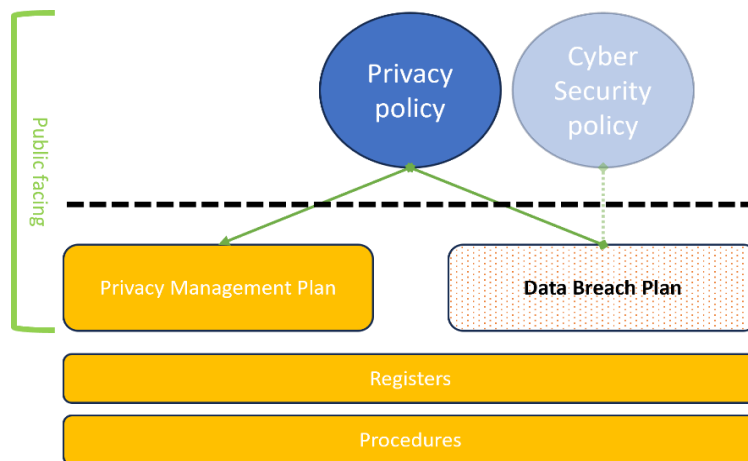 Public facing
Privacy
policy
Cyber
Security
policy
Privacy Management Plan
Data Breach Plan
Registers
Procedures